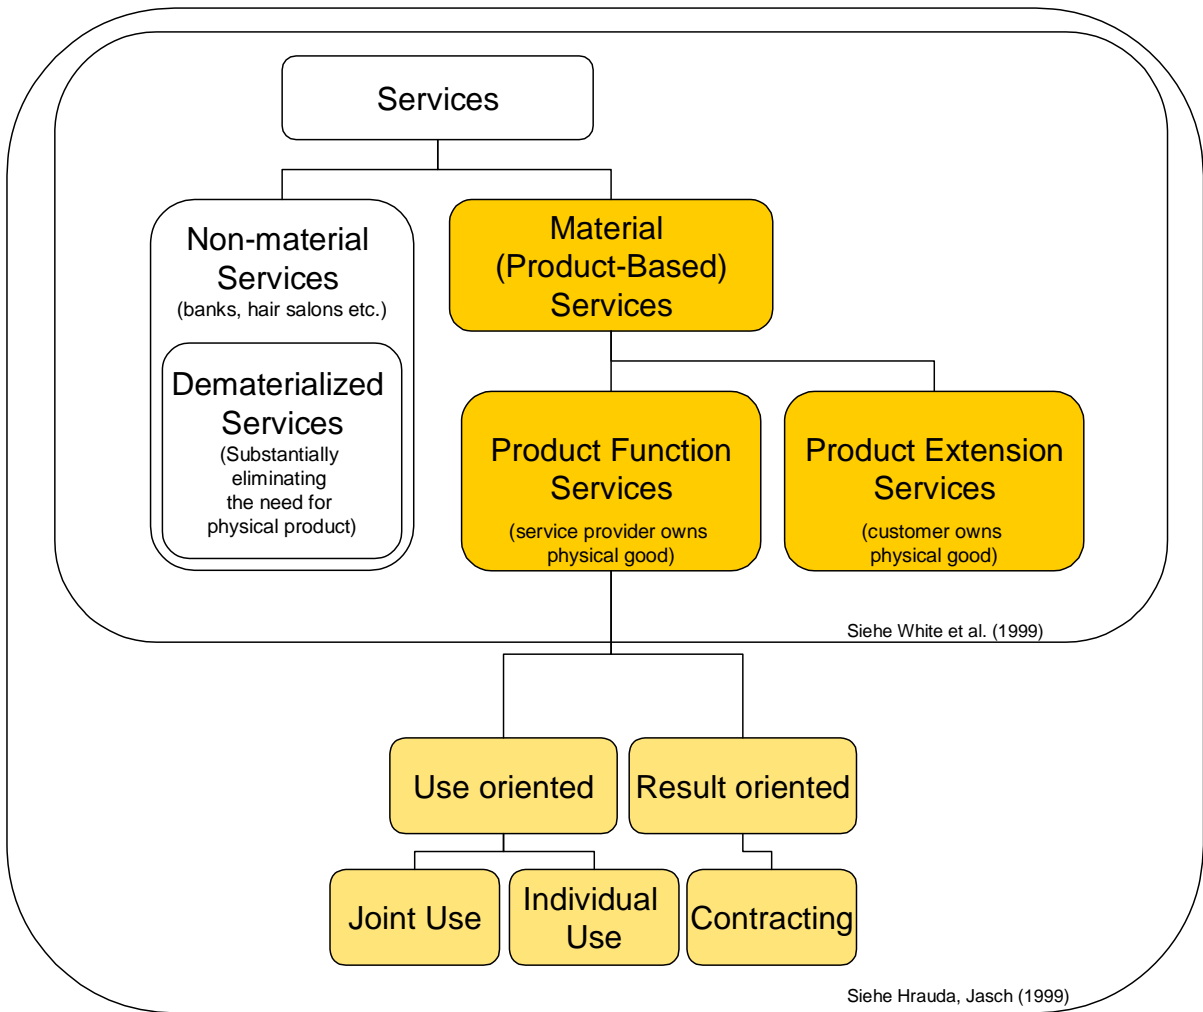 Services
Non-material
Services
(banks, hair salons etc.)
Dematerialized
Services
(Substantially
eliminating
the need for
physical product)
Material
(Product-Based)
Services
Product Function
Services
(service provider owns
physical good)
Product Extension
Services
(customer owns
physical good)
Siehe White et al. (1999)
Use oriented
Result oriented
Joint Use
Individual
Use
Contracting
Siehe Hrauda, Jasch (1999)